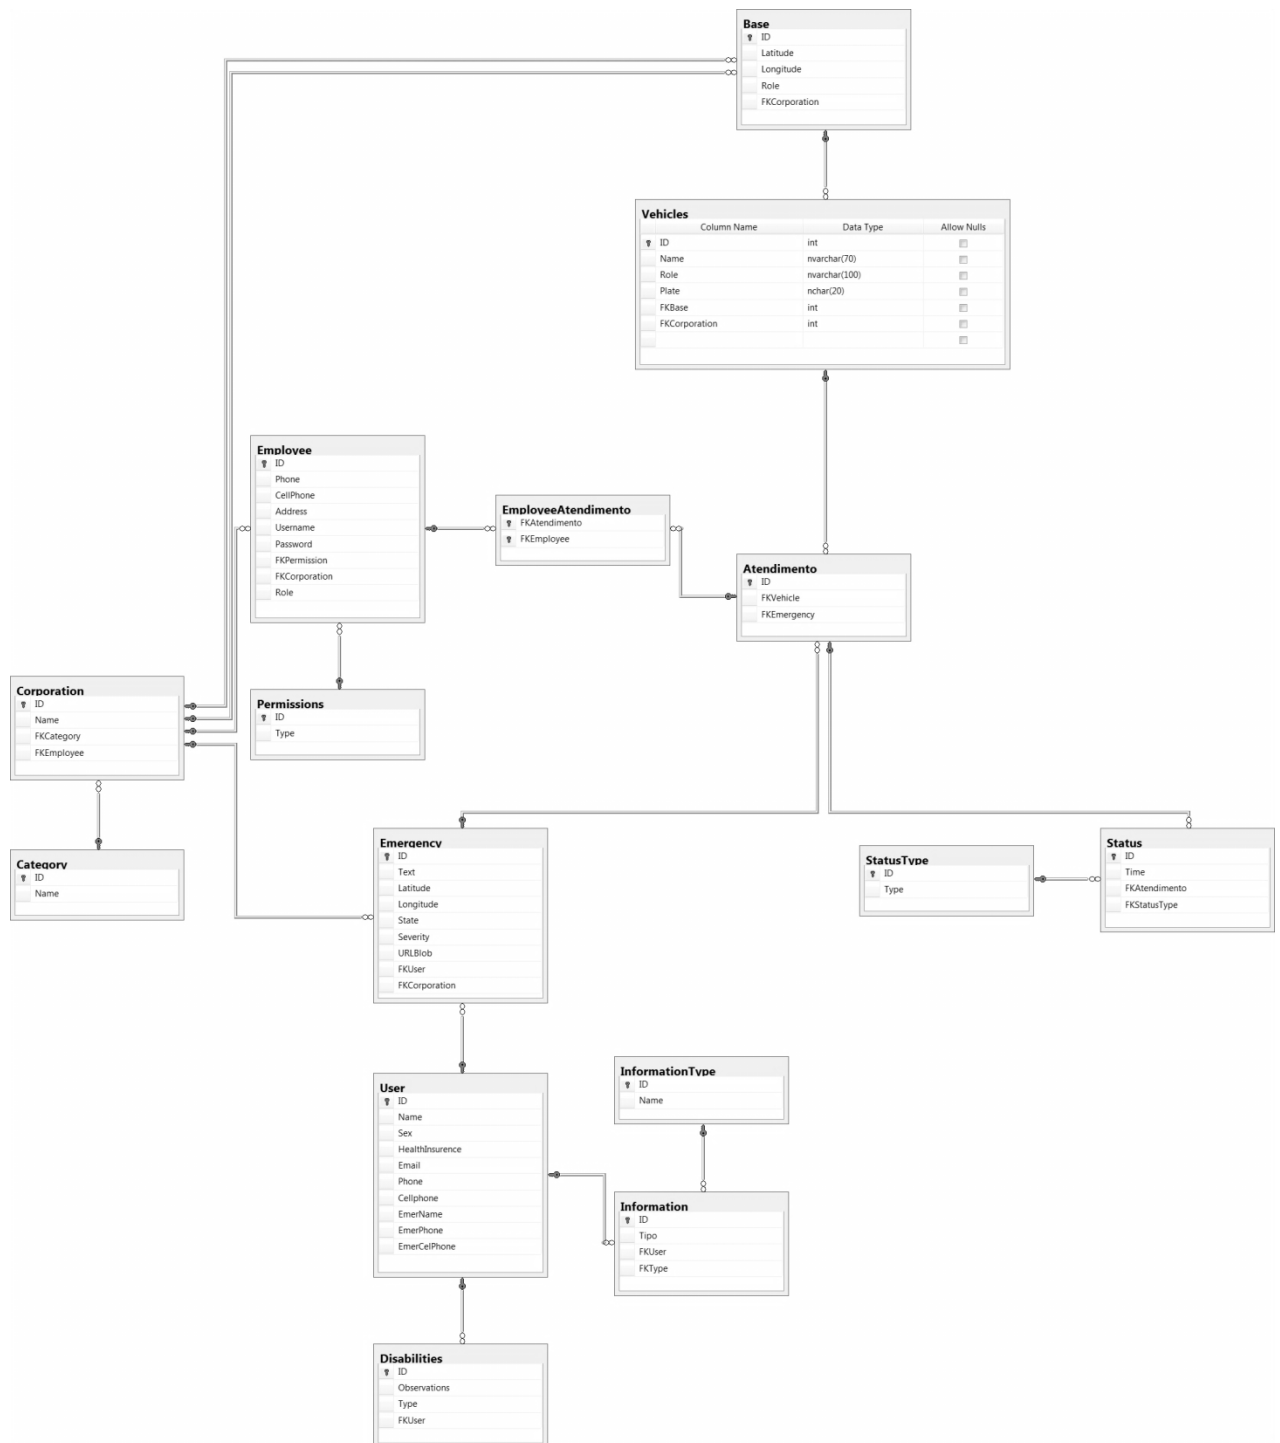 Base
ID
Latitude
Longitude
Role
FKCorporation
Vehicles
Column Name Data Type Allow Nulls
ID int
Name nvarchar(70)
Role nvarchar(100)
Plate nchar(20)
FKBase int
FKCorporation int
Employee
ID
Phone
CellPhone
Address
Username
Password
FKPermission
FKCorporation
Role
EmployeeAtendimento
FKAtendimento
FKEmployee
Atendimento
ID
FKVehicle
FKEmergency
Corporation
ID
Name
FKCategory
FKEmployee
Permissions
ID
Type
Category
ID
Name
Emergency
ID
Text
Latitude
Longitude
State
Severity
URLBlob
FKUser
FKCorporation
StatusType
ID
Type
Status
ID
Time
FKAtendimento
FKStatusType
User
ID
Name
Sex
HealthInsurence
Email
Phone
Cellphone
EmerName
EmerPhone
EmerCelPhone
InformationType
ID
Name
Information
ID
Tipo
FKUser
FKType
Disabilities
ID
Observations
Type
FKUser